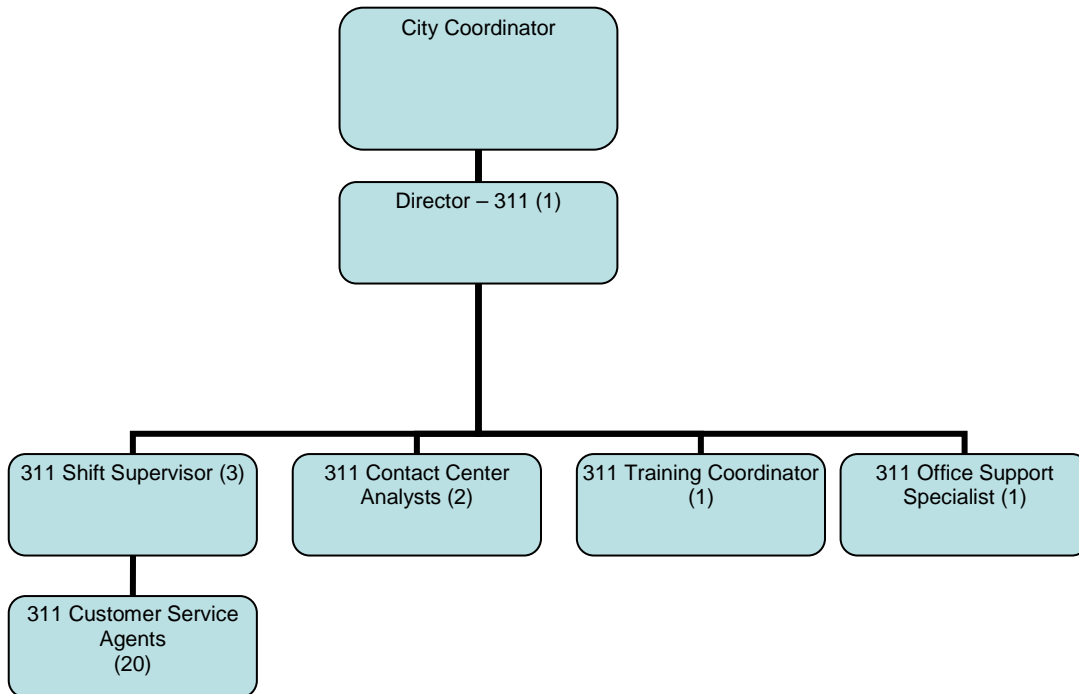 City Coordinator
Director – 311 (1)
311 Shift Supervisor (3)
311 Contact Center
Analysts (2)
311 Training Coordinator
(1)
311 Office Support
Specialist (1)
311 Customer Service
Agents
(20)